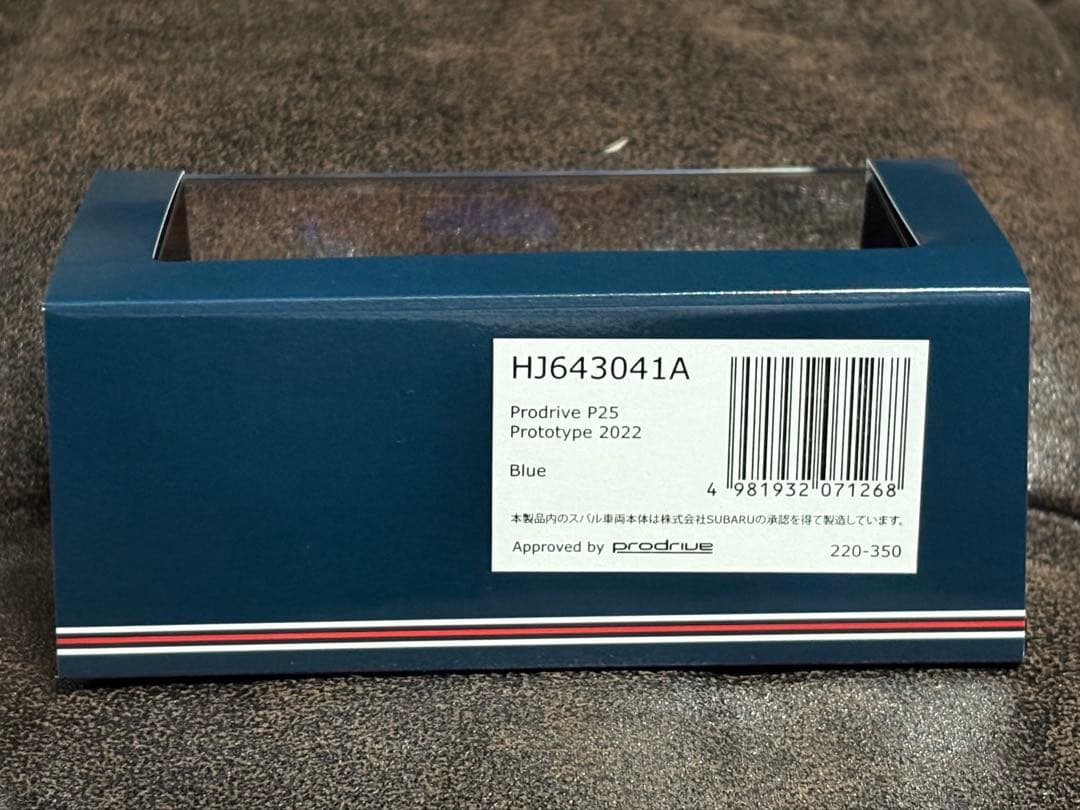 HJ643041A
Prodrive P25
Prototype 2022
Blue
4 981932 071268
本製品内のスバル車両本体は株式会社SUBARUの承認を得て製造しています。
Approved by prodrive
220-350